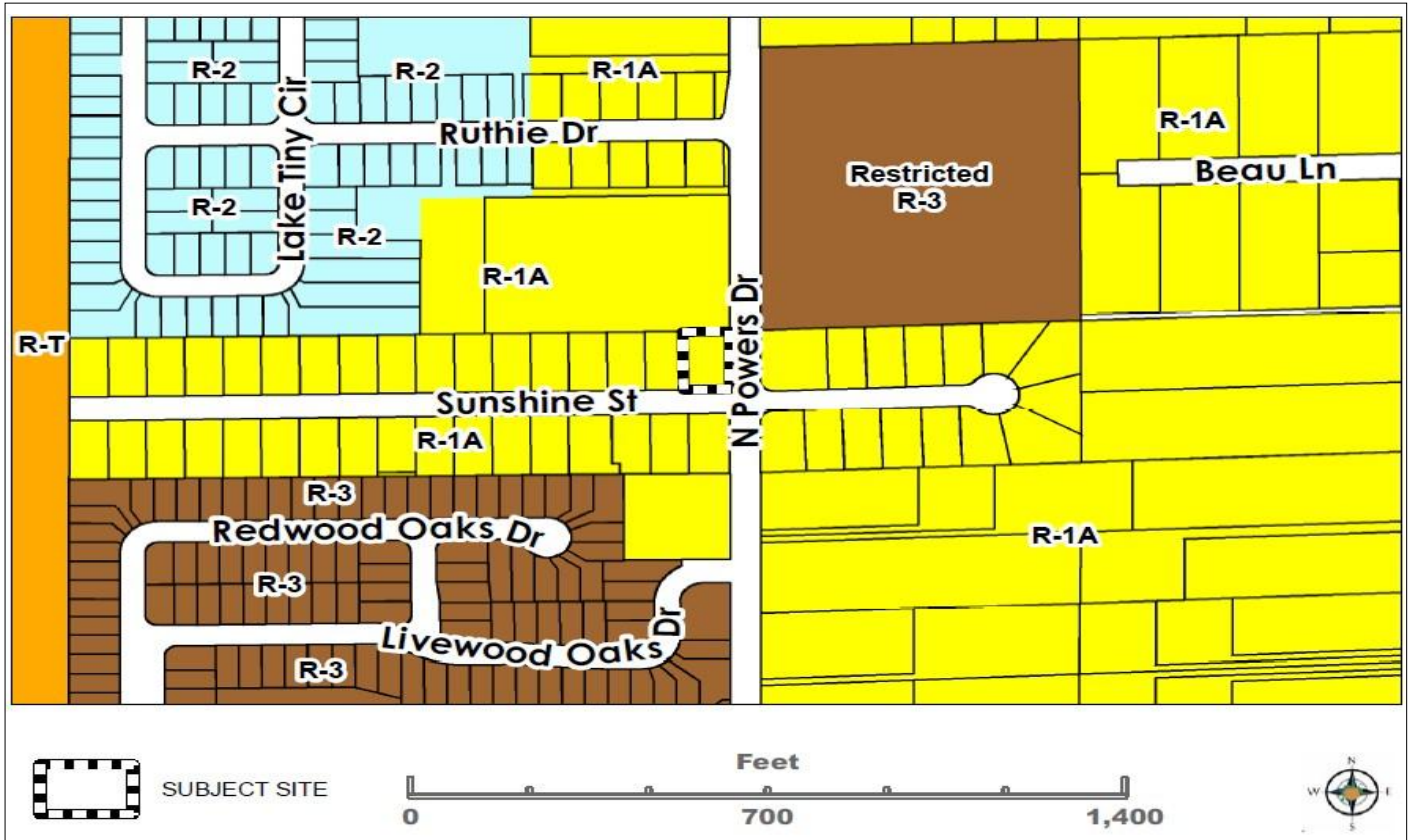 R-2
R-2
R-1A
Lake Tiny Cir
Ruthie Dr
R-1A
Beau Ln
Restricted
R-3
R-2
R-2
R-1A
N Powers Dr
R-T
Sunshine St
R-1A
R-3
Redwood Oaks Dr
R-1A
R-3
Livewood Oaks Dr
R-3
SUBJECT SITE
Feet
0 700 1,400
N
W E
S